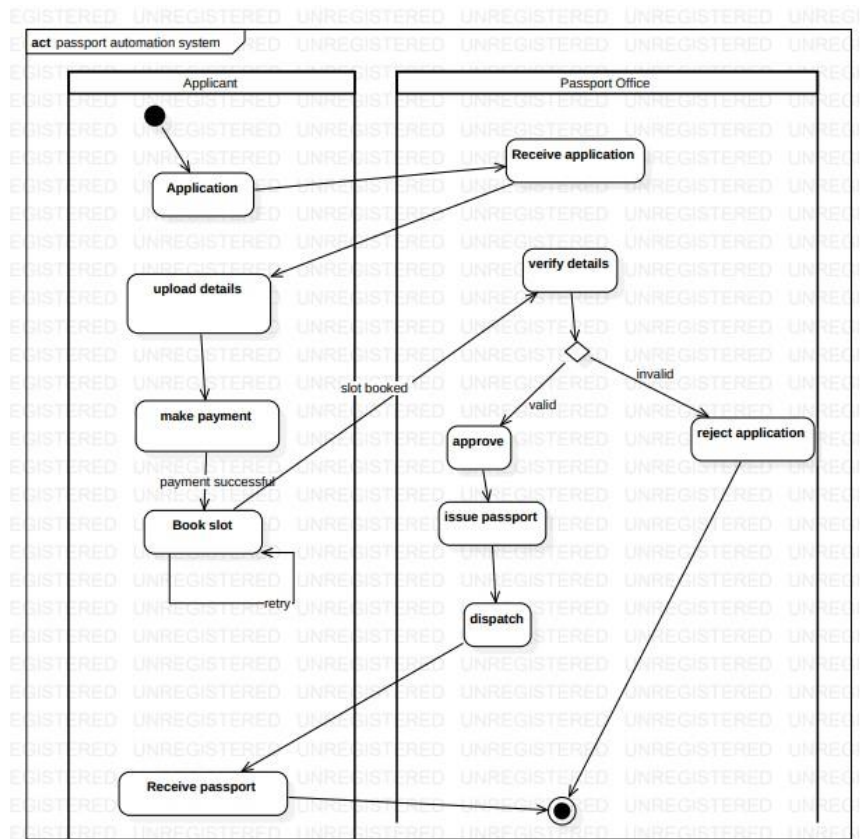 act passport automation system
Applicant
Passport Office
Receive application
Application
verify details
upload details
invalid
slot booked
valid
make payment
reject application
approve
payment successful
issue passport
Book slot
retry
dispatch
Receive passport
UNREGISTERED